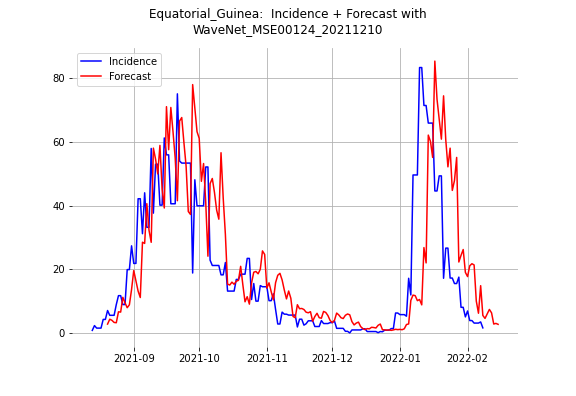 Equatorial_Guinea:  Incidence + Forecast with
WaveNet_MSE00124_20211210
Incidence
Forecast
80
60
40
20
0
2021-09
2021-10
2021-11
2021-12
2022-01
2022-02